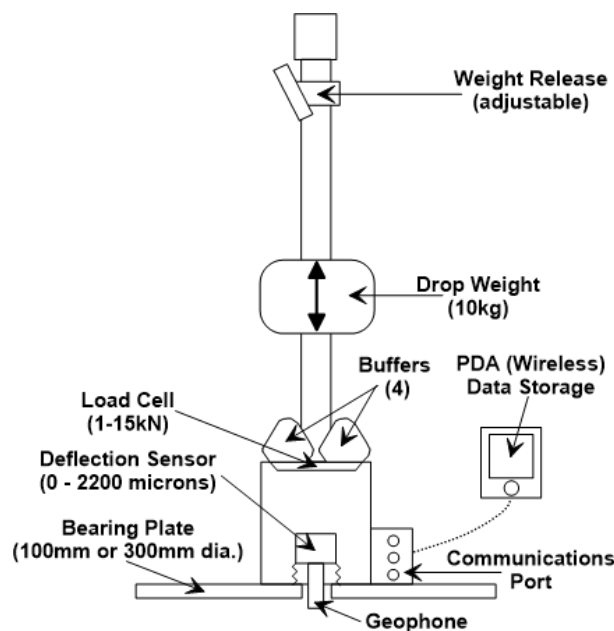 Weight Release
(adjustable)
Drop Weight
(10kg)
Buffers
(4)
PDA (Wireless)
Data Storage
Load Cell
(1-15kN)
Deflection Sensor
(0 - 2200 microns)
Bearing Plate
(100mm or 300mm dia.)
Communications
Port
Geophone